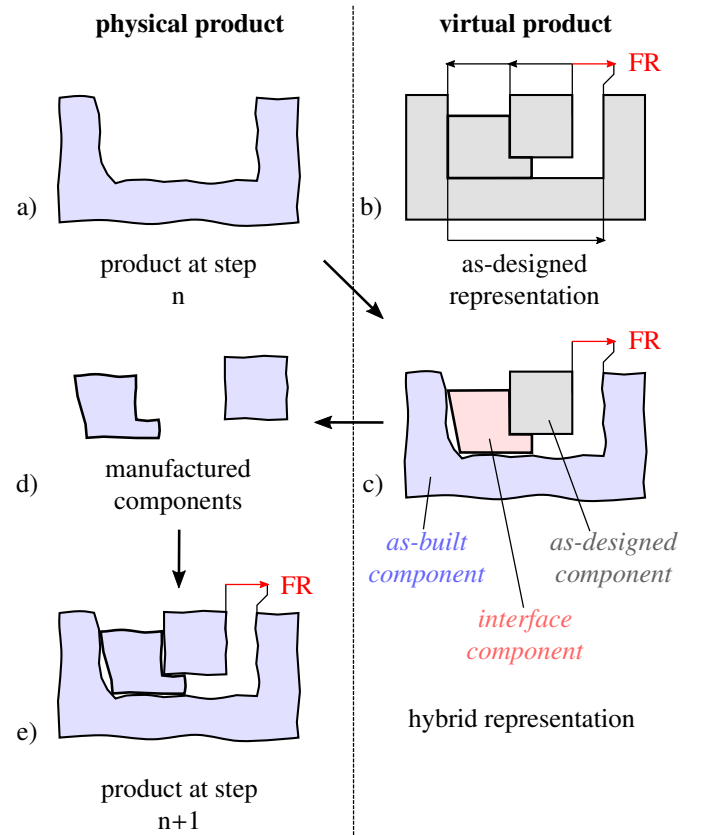 physical product
virtual product
FR
a)
b)
product at step
n
as-designed
representation
FR
d)
manufactured
components
c)
as-built
component
as-designed
component
interface
component
FR
e)
hybrid representation
product at step
n+1